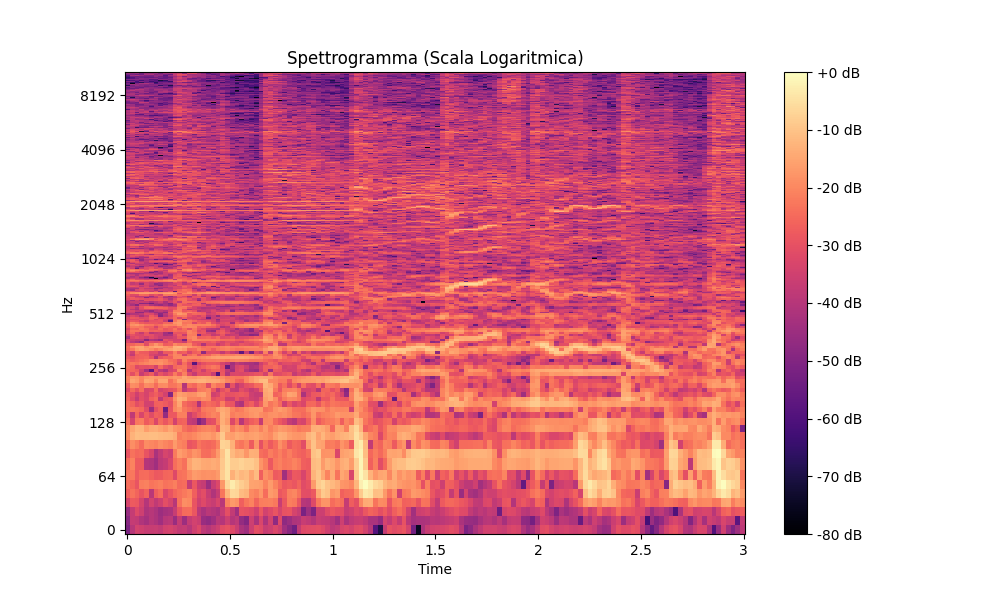 Spettrogramma (Scala Logaritmica)
Hz
8192
4096
2048
1024
512
256
128
64
0
0 0.5 1 1.5 2 2.5 3
Time
+0 dB
-10 dB
-20 dB
-30 dB
-40 dB
-50 dB
-60 dB
-70 dB
-80 dB